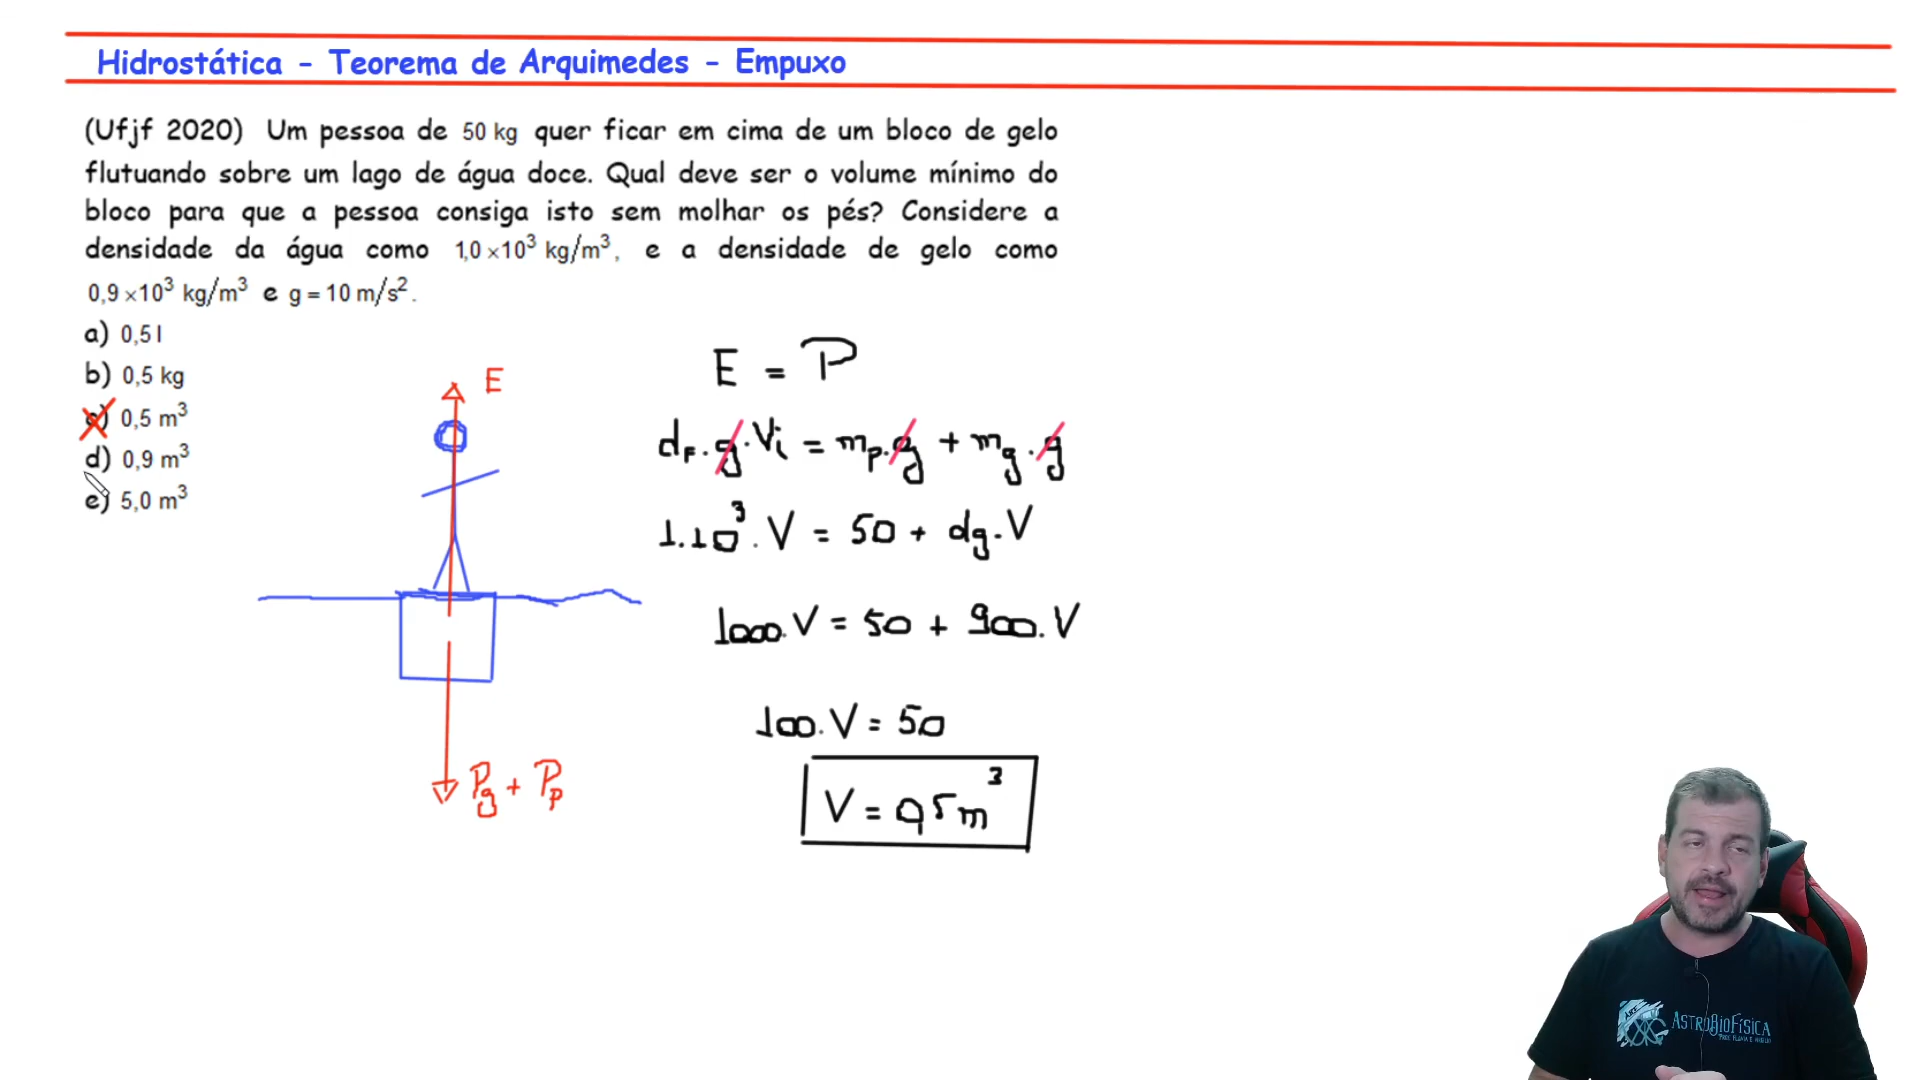 Hidrostática - Teorema de Arquimedes - Empuxo
(Ufjf 2020) Um pessoa de 50 kg quer ficar em cima de um bloco de gelo
flutuando sobre um lago de água doce. Qual deve ser o volume mínimo do
bloco para que a pessoa consiga isto sem molhar os pés? Considere a
densidade da água como 1,0×10³ kg/m³, e a densidade de gelo como
0,9×10³ kg/m³ e g = 10 m/s².
a) 0,5 l
b) 0,5 kg
c) 0,5 m³
d) 0,9 m³
e) 5,0 m³
E
Pg + Pp
E = P
dF.g.Vi = mp.g + mg.g
1.10³.V = 50 + dg.V
1000.V = 50 + 900.V
100.V = 50
V = 0,5 m³
ASTROBIOFÍSICA